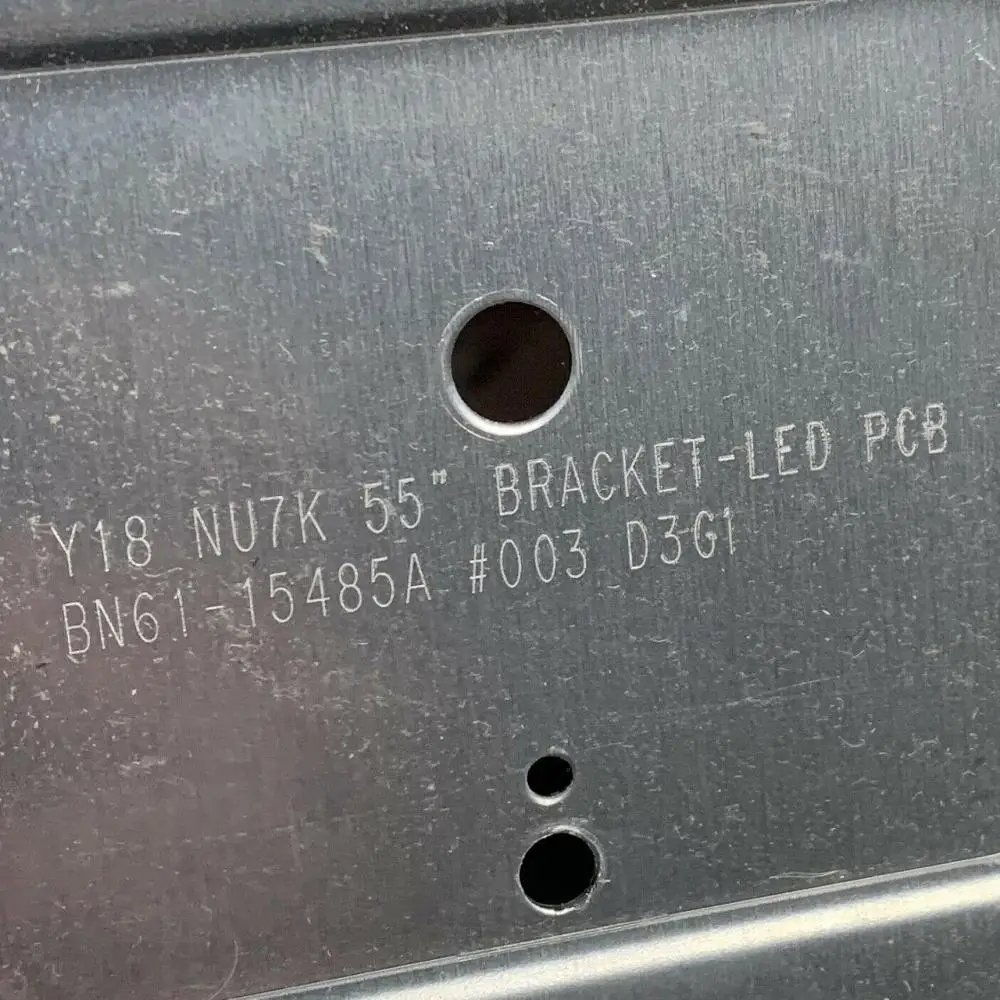 Y18 NU7K 55" BRACKET-LED PCB
BN61-15485A #003 D3G1